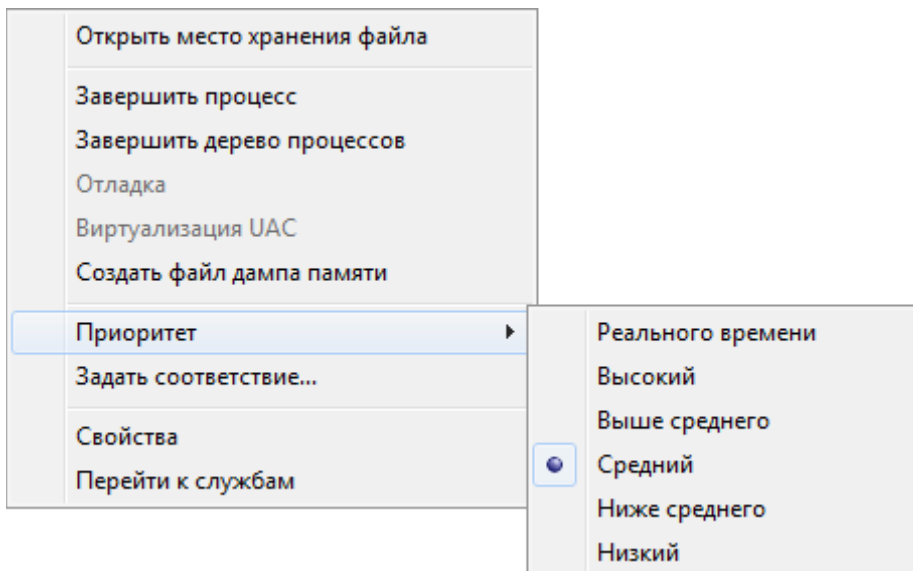 Открыть место хранения файла
Завершить процесс
Завершить дерево процессов
Отладка
Виртуализация UAC
Создать файл дампа памяти
Приоритет
Задать соответствие...
Свойства
Перейти к службам
Реального времени
Высокий
Выше среднего
Средний
Ниже среднего
Низкий